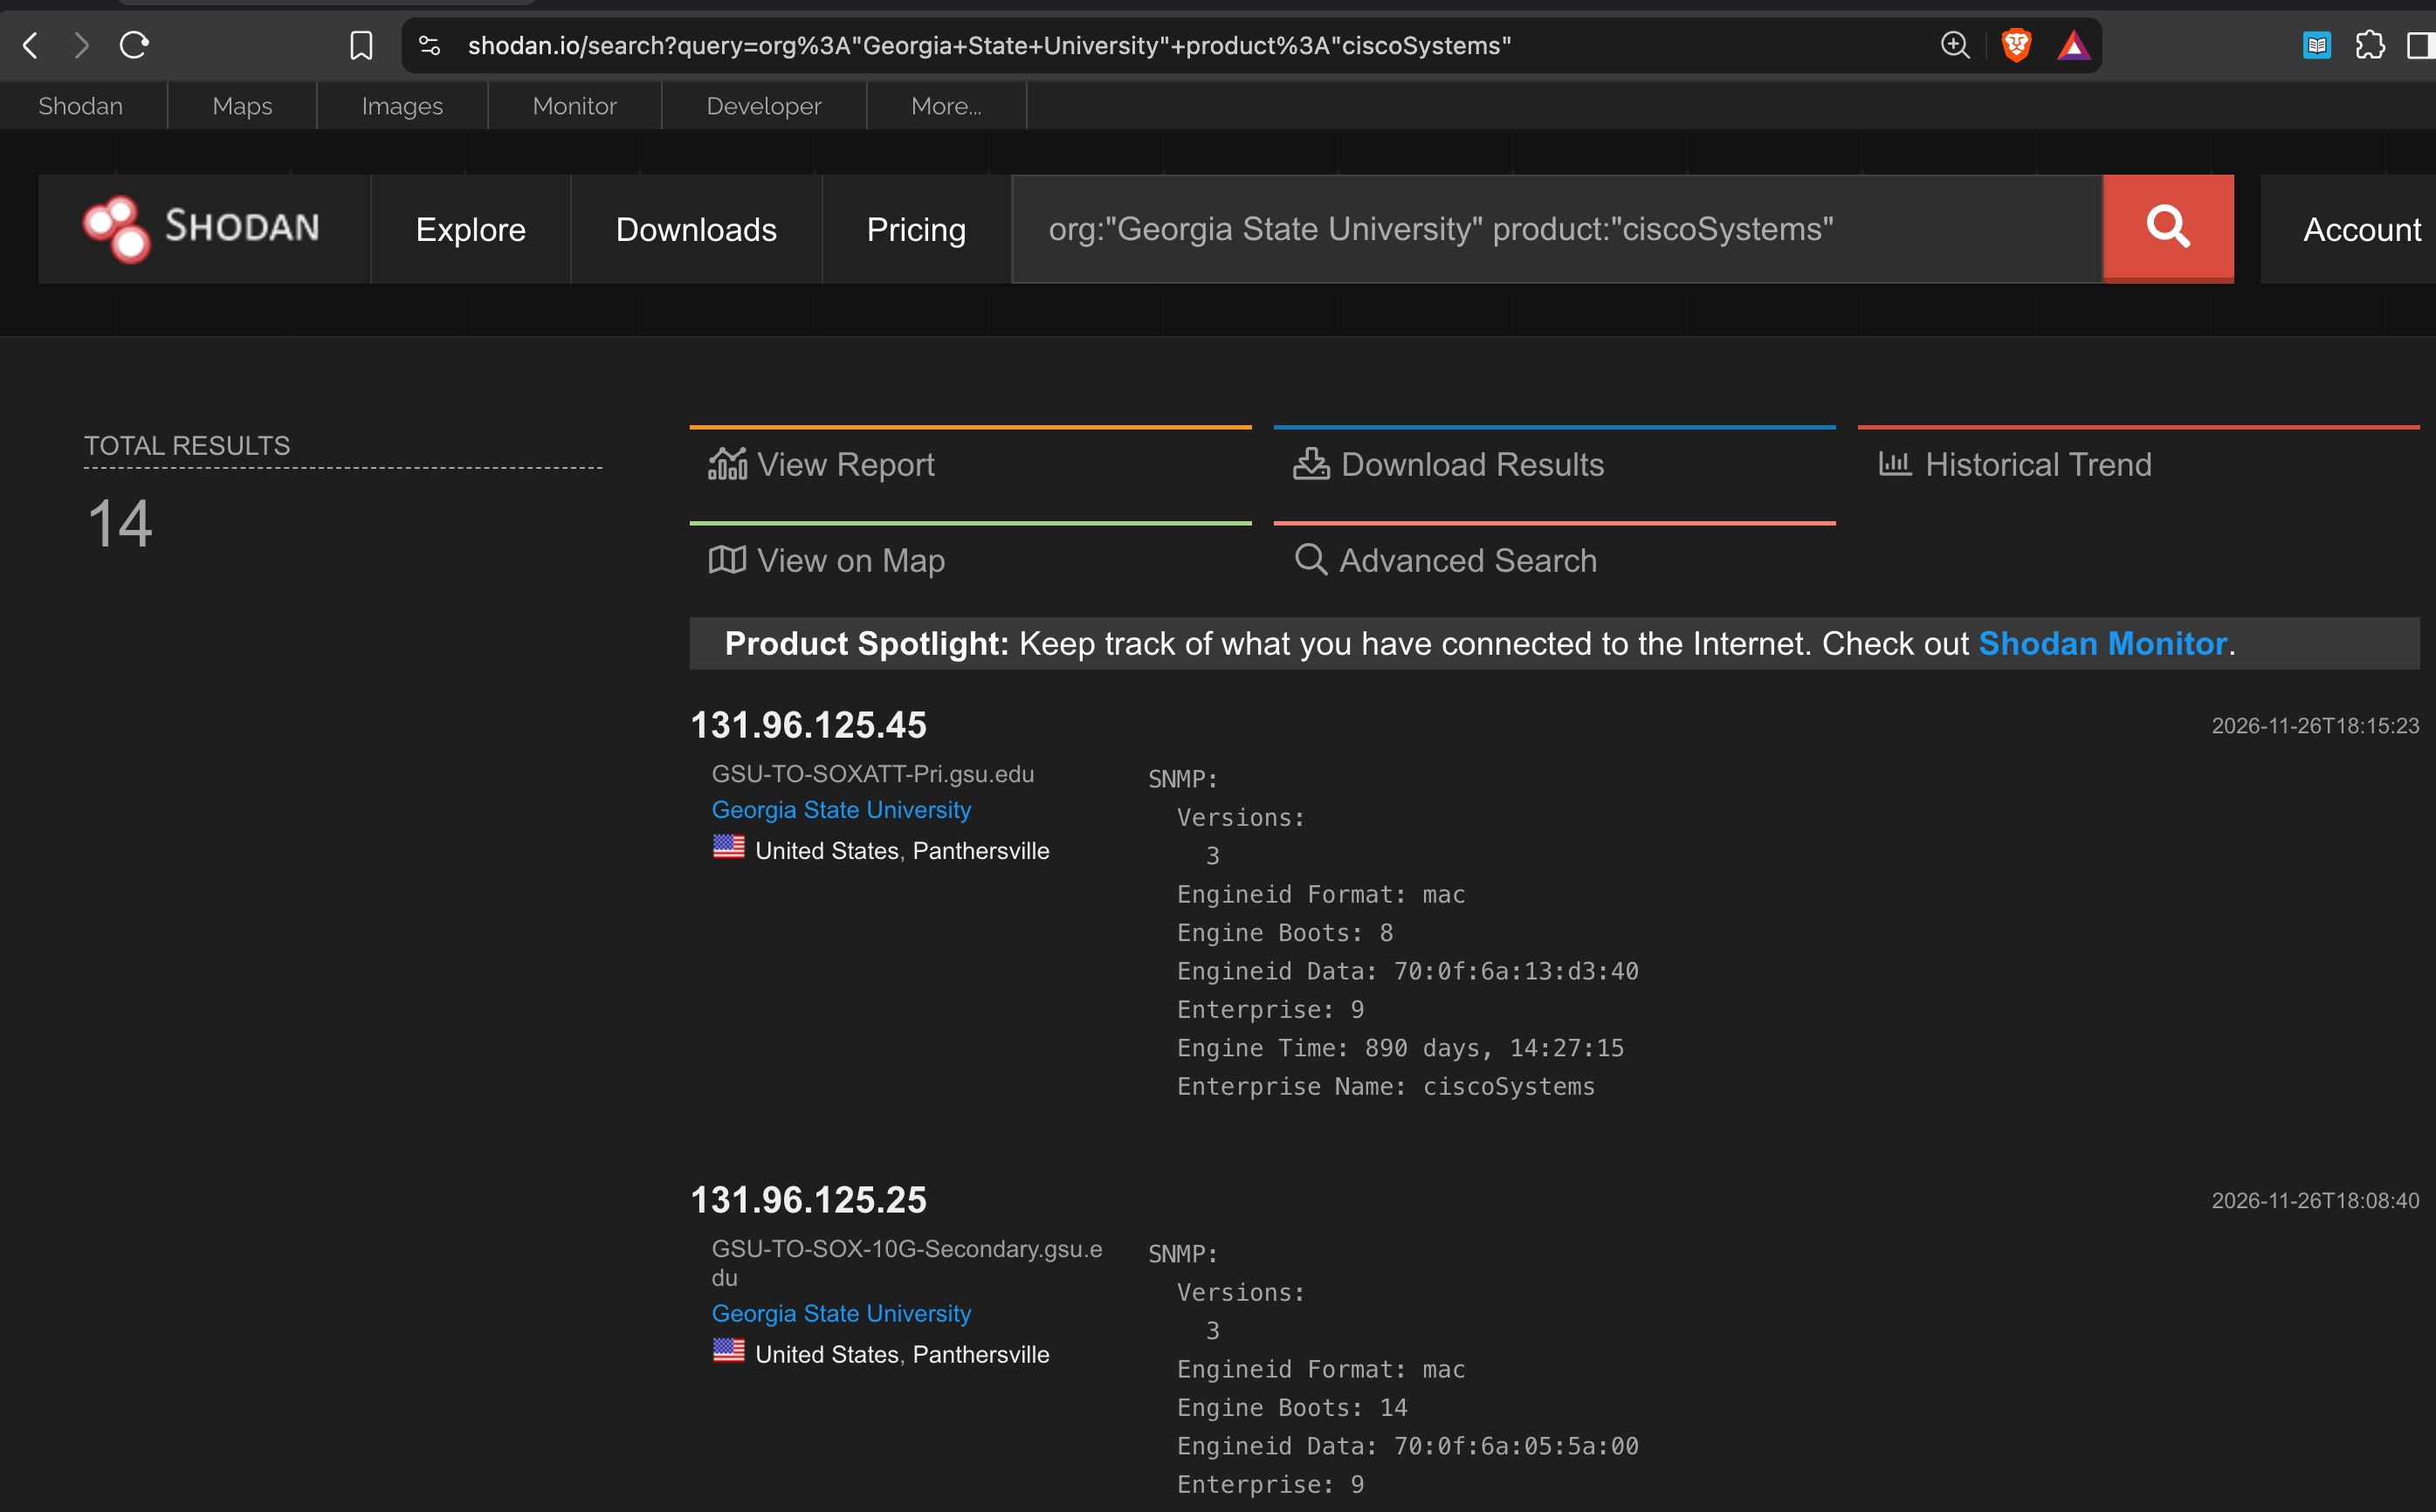 shodan.io/search?query=org%3A"Georgia+State+University"+product%3A"ciscoSystems"
Shodan Maps Images Monitor Developer More...
SHODAN Explore Downloads Pricing org:"Georgia State University" product:"ciscoSystems" Account
TOTAL RESULTS
14
View Report Download Results Historical Trend
View on Map Advanced Search
Product Spotlight: Keep track of what you have connected to the Internet. Check out Shodan Monitor.
131.96.125.45
2026-11-26T18:15:23
GSU-TO-SOXATT-Pri.gsu.edu
Georgia State University
United States, Panthersville
SNMP:
Versions:
3
Engineid Format: mac
Engine Boots: 8
Engineid Data: 70:0f:6a:13:d3:40
Enterprise: 9
Engine Time: 890 days, 14:27:15
Enterprise Name: ciscoSystems
131.96.125.25
2026-11-26T18:08:40
GSU-TO-SOX-10G-Secondary.gsu.e
du
Georgia State University
United States, Panthersville
SNMP:
Versions:
3
Engineid Format: mac
Engine Boots: 14
Engineid Data: 70:0f:6a:05:5a:00
Enterprise: 9